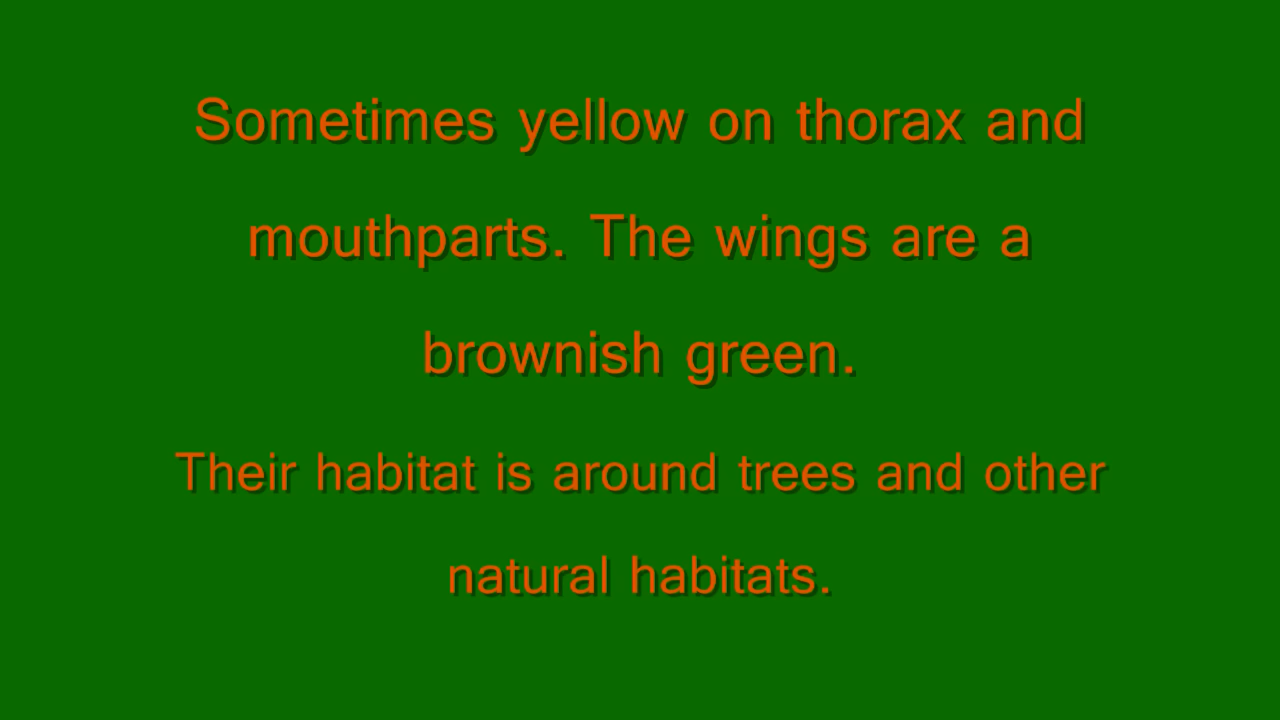 Sometimes yellow on thorax and
mouthparts. The wings are a
brownish green.
Their habitat is around trees and other
natural habitats.